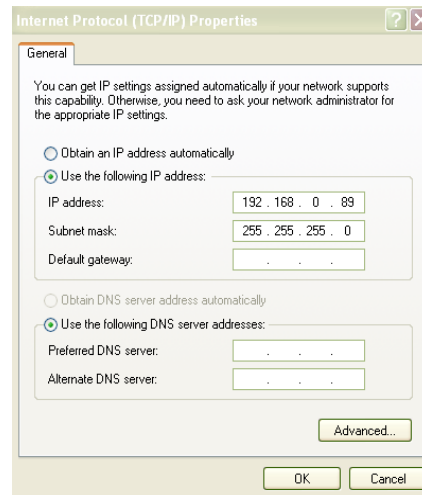 Internet Protocol (TCP/IP) Properties
General
You can get IP settings assigned automatically if your network supports
this capability. Otherwise, you need to ask your network administrator for
the appropriate IP settings.
Obtain an IP address automatically
Use the following IP address:
IP address: 192 . 168 . 0 . 89
Subnet mask: 255 . 255 . 255 . 0
Default gateway: . . .
Obtain DNS server address automatically
Use the following DNS server addresses:
Preferred DNS server: . . .
Alternate DNS server: . . .
Advanced...
OK Cancel